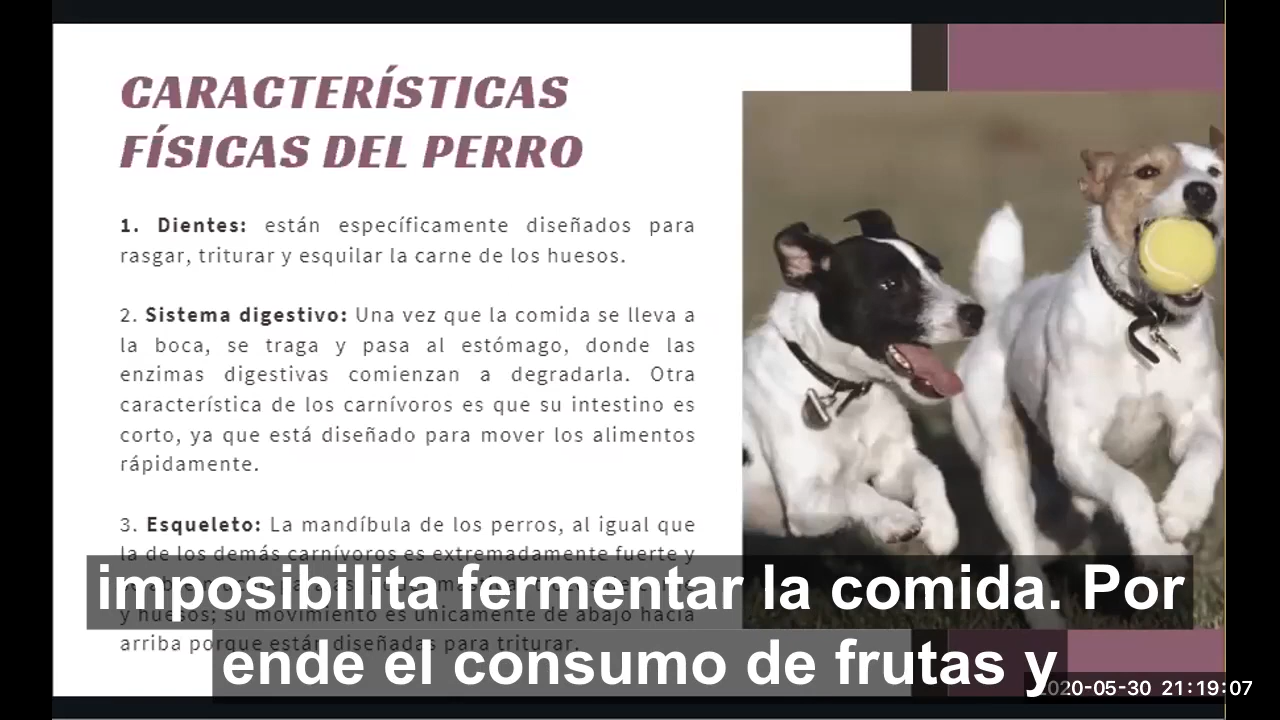 CARACTERÍSTICAS
FÍSICAS DEL PERRO
1. Dientes: están específicamente diseñados para
rasgar, triturar y esquilar la carne de los huesos.
2. Sistema digestivo: Una vez que la comida se lleva a
la boca, se traga y pasa al estómago, donde las
enzimas digestivas comienzan a degradarla. Otra
característica de los carnívoros es que su intestino es
corto, ya que está diseñado para mover los alimentos
rápidamente.
3. Esqueleto: La mandíbula de los perros, al igual que
la de los demás carnívoros es extremadamente fuerte y
y huesos; su movimiento es únicamente de abajo hacia
arriba porque están diseñadas para triturar.
imposibilita fermentar la comida. Por
ende el consumo de frutas y
2020-05-30 21:19:07